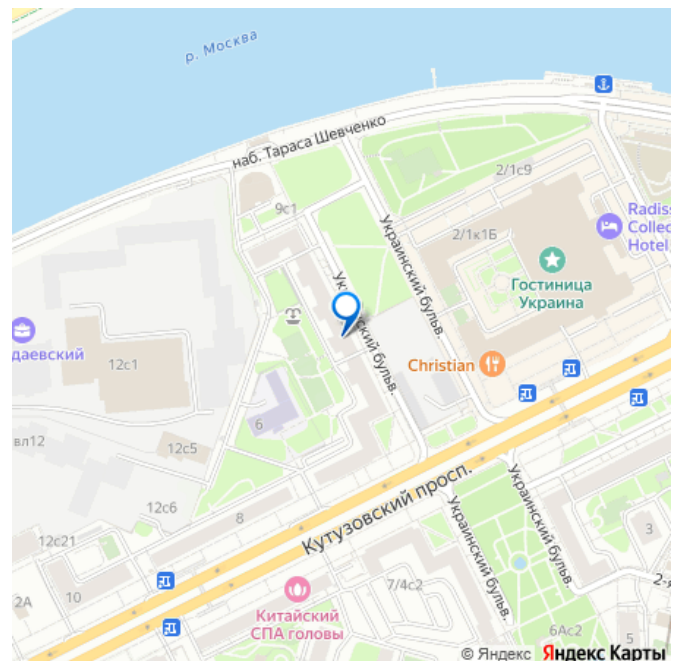 р. Москва
наб. Тараса Шевченко
2/1с9
9с1
Украинский бульв.
2/1к1Б
Radiss
Collec
Hotel
Гостиница
Украина
Украинский бульв.
Christian
даевский
12с1
6
вл12
12с5
12с6
8
Кутузовский просп.
Украинский бульв.
Украинский бульв.
12с21
3
2-я
10
2А
7/4с2
Китайский
СПА головы
6Ас2
5
© Яндекс Яндекс Карты